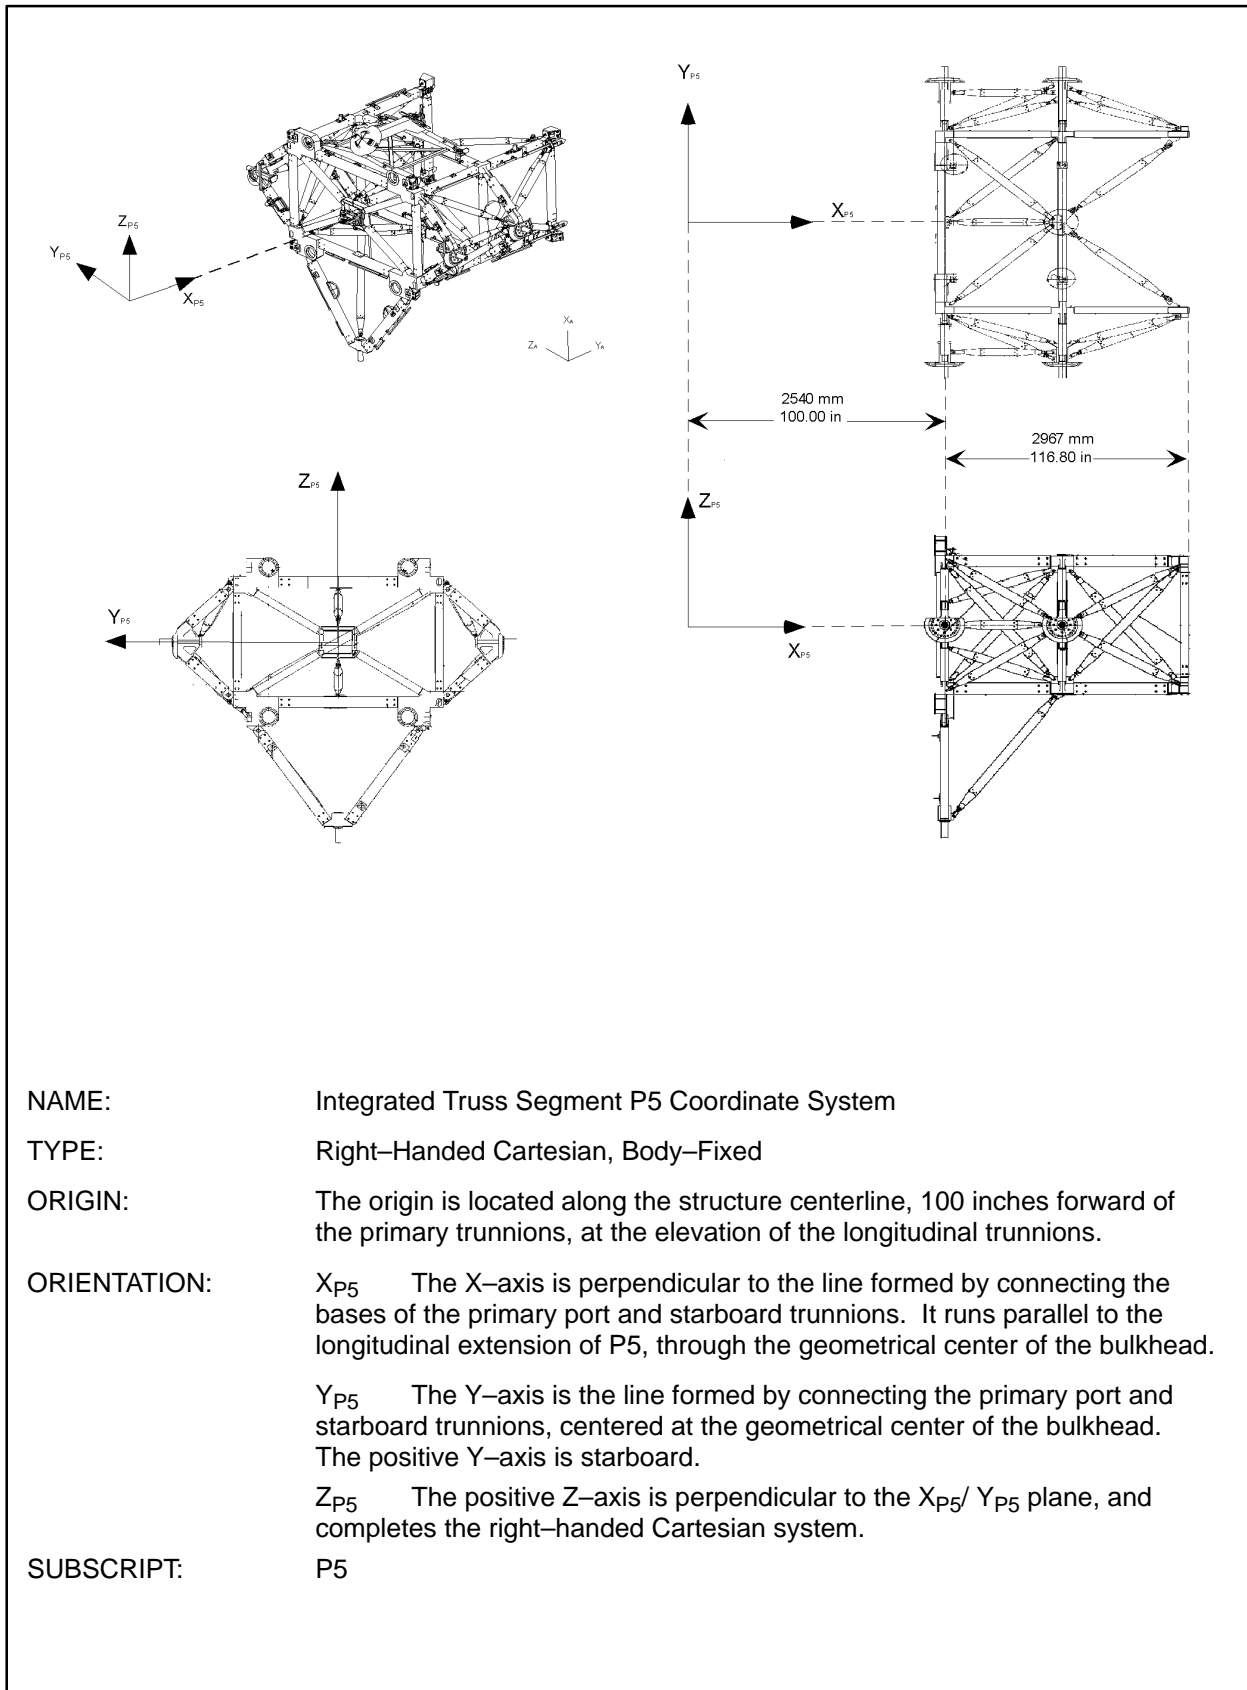 Z P5
Y P5
X P5
X A
Z A
Y A
Y P5
X P5
2540 mm
100.00 in
2967 mm
116.80 in
Z P5
Y P5
Z P5
X P5
NAME: Integrated Truss Segment P5 Coordinate System
TYPE: Right–Handed Cartesian, Body–Fixed
ORIGIN: The origin is located along the structure centerline, 100 inches forward of
the primary trunnions, at the elevation of the longitudinal trunnions.
ORIENTATION: XP5 The X–axis is perpendicular to the line formed by connecting the
bases of the primary port and starboard trunnions. It runs parallel to the
longitudinal extension of P5, through the geometrical center of the bulkhead.
YP5 The Y–axis is the line formed by connecting the primary port and
starboard trunnions, centered at the geometrical center of the bulkhead.
The positive Y–axis is starboard.
ZP5 The positive Z–axis is perpendicular to the XP5/ YP5 plane, and
completes the right–handed Cartesian system.
SUBSCRIPT: P5